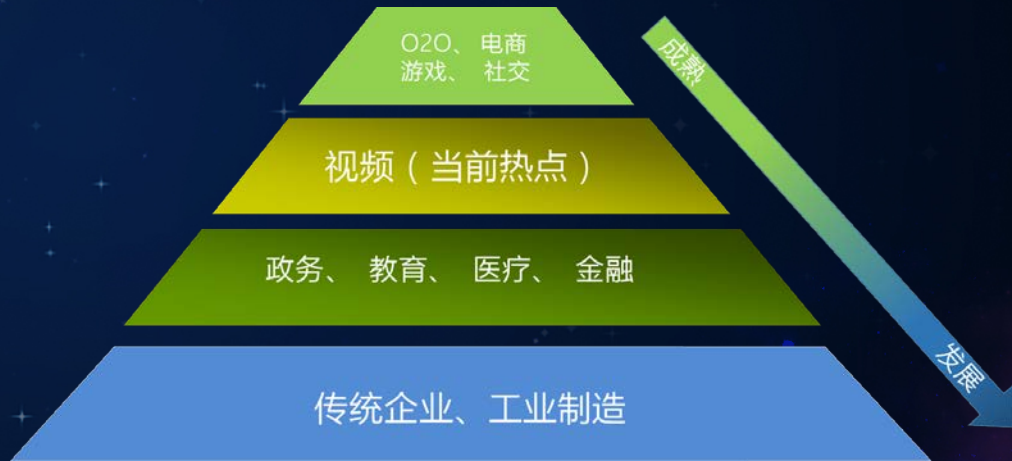 O2O、 电商
游戏、 社交
成熟
视频（当前热点）
政务、 教育、 医疗、 金融
发展
传统企业、工业制造